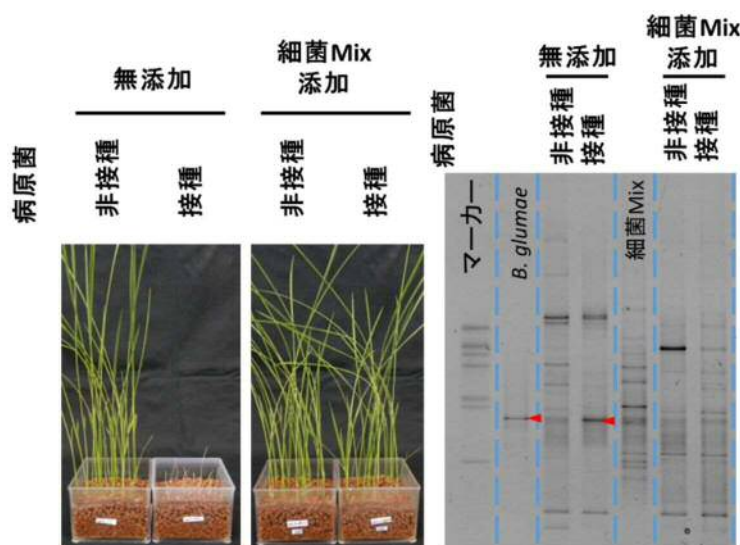 無添加
細菌Mix
添加
病原菌
非接種
接種
非接種
接種
無添加
細菌Mix
添加
病原菌
非接種
接種
非接種
接種
マーカー
B. glumae
細菌Mix